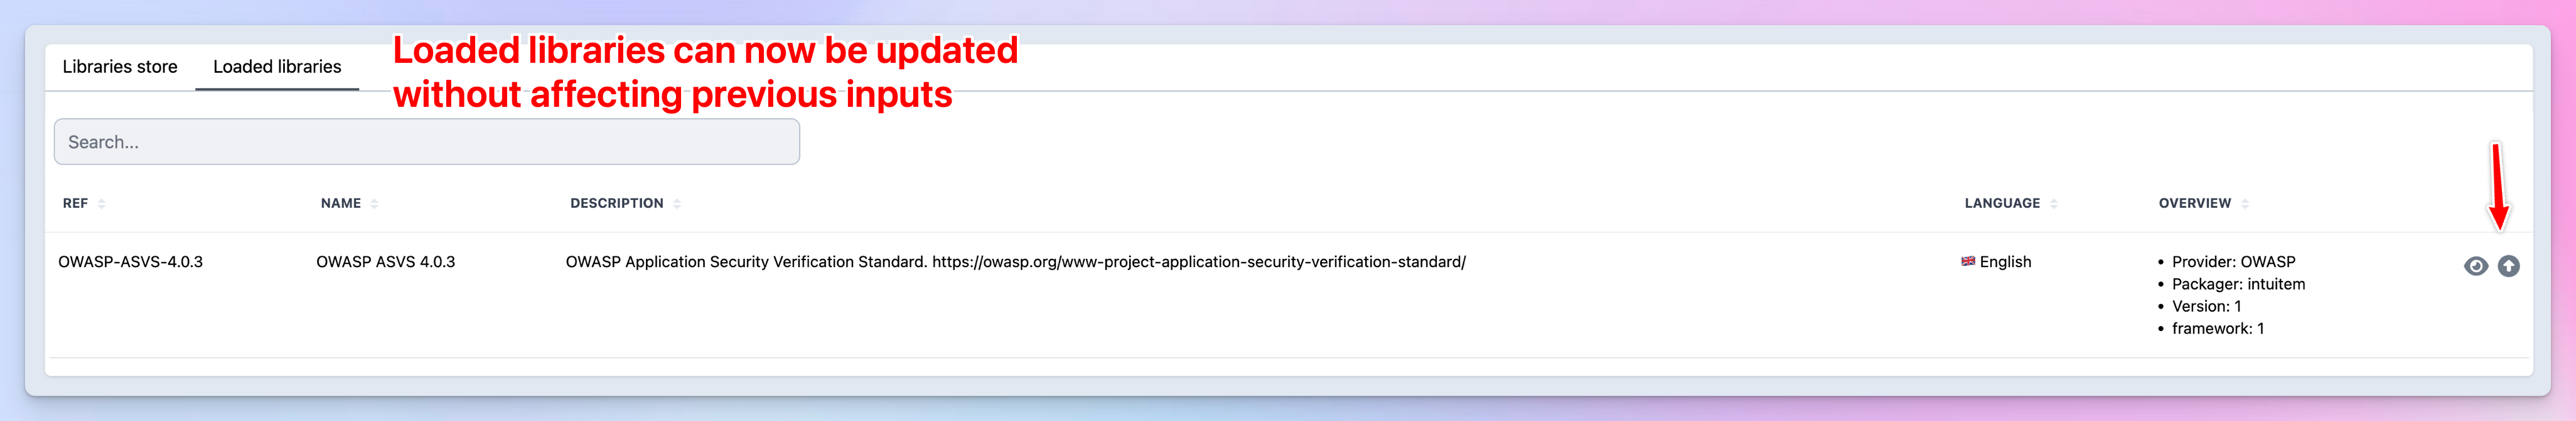 Libraries store Loaded libraries
Loaded libraries can now be updated
without affecting previous inputs
Search...
REF NAME DESCRIPTION LANGUAGE OVERVIEW
OWASP-ASVS-4.0.3 OWASP ASVS 4.0.3 OWASP Application Security Verification Standard. https://owasp.org/www-project-application-security-verification-standard/ English • Provider: OWASP
• Packager: intuitem
• Version: 1
• framework: 1